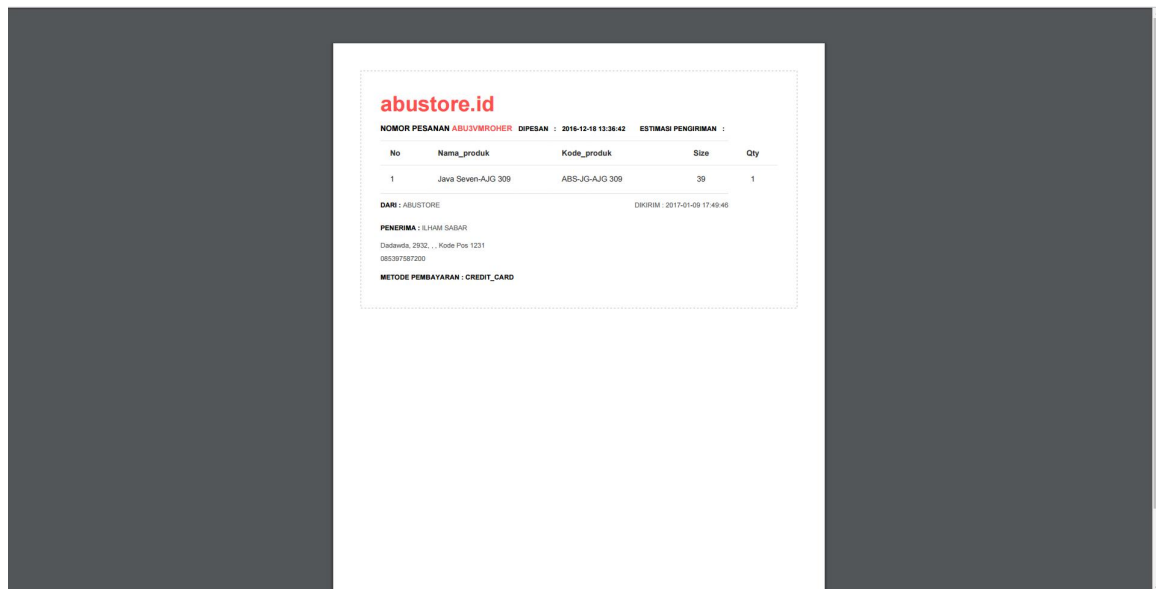 abustore.id
NOMOR PESANAN ABU3VMROHER DIPESAN : 2016-12-18 13:36:42 ESTIMASI PENGIRIMAN :
No Nama_produk Kode_produk Size Qty
1 Java Seven-AJG 309 ABS-JG-AJG 309 39 1
DARI : ABUSTORE DIKIRIM : 2017-01-09 17:49:46
PENERIMA : ILHAM SABAR
Dadawda, 2932, , , Kode Pos 1231
085397587200
METODE PEMBAYARAN : CREDIT_CARD